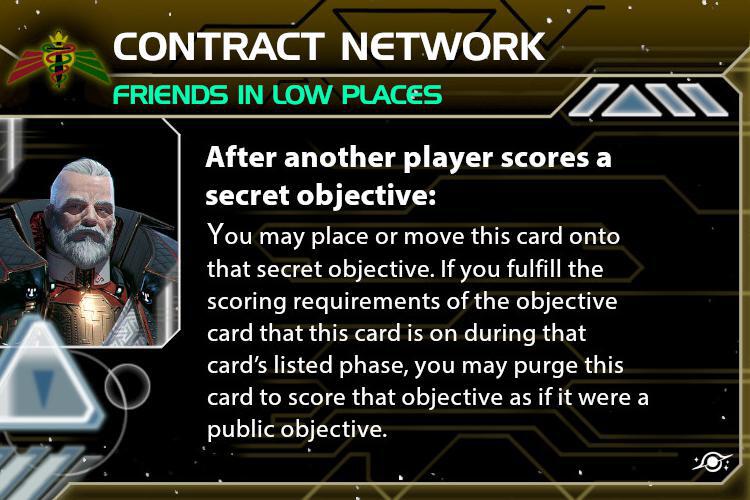 CONTRACT NETWORK
FRIENDS IN LOW PLACES
After another player scores a
secret objective:
You may place or move this card onto
that secret objective. If you fulfill the
scoring requirements of the objective
card that this card is on during that
card’s listed phase, you may purge this
card to score that objective as if it were a
public objective.